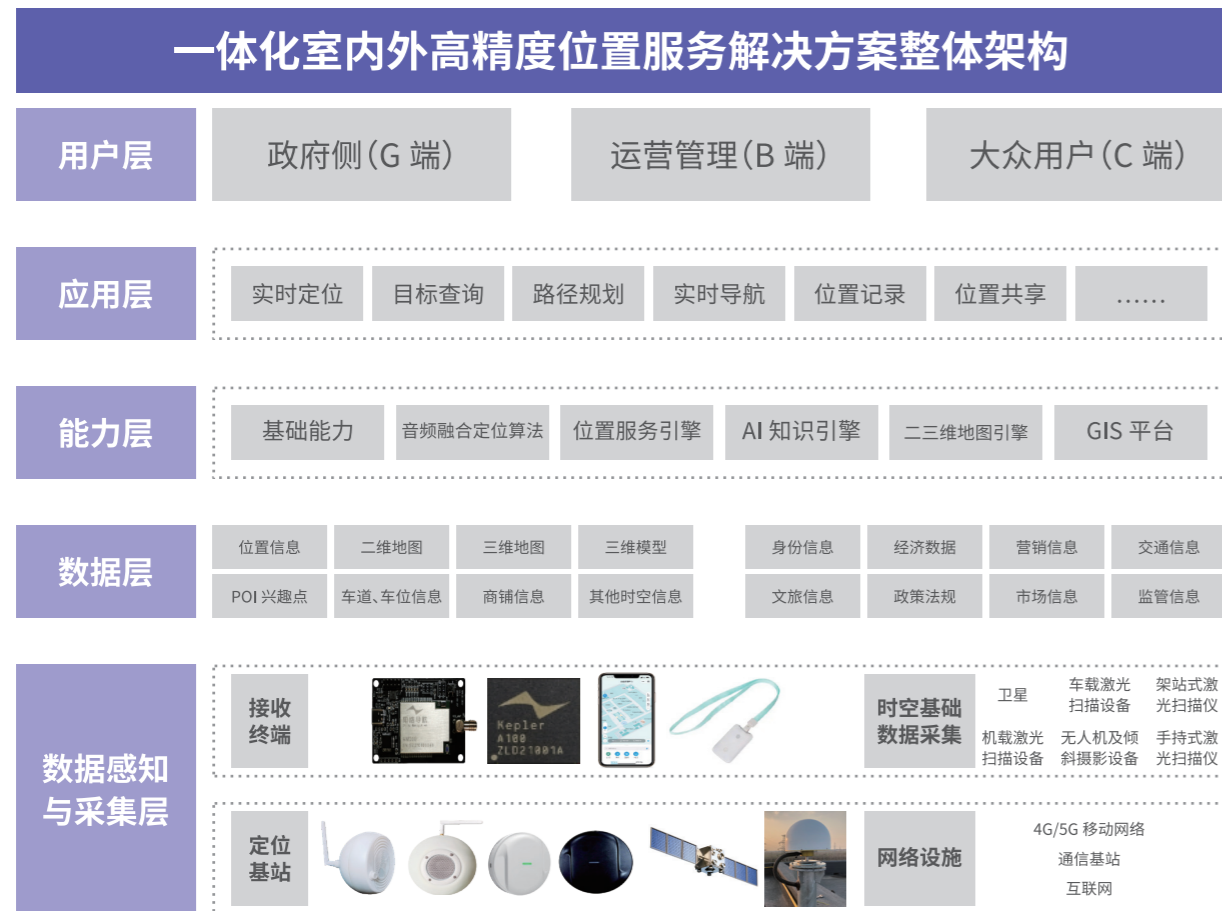 一体化室内外高精度位置服务解决方案整体架构
用户层
政府侧（G 端）
运营管理（B 端）
大众用户（C 端）
应用层
实时定位
目标查询
路径规划
实时导航
位置记录
位置共享
……
能力层
基础能力
音频融合定位算法
位置服务引擎
AI 知识引擎
二三维地图引擎
GIS 平台
数据层
位置信息
二维地图
三维地图
三维模型
身份信息
经济数据
营销信息
交通信息
POI 兴趣点
车道、车位信息
商铺信息
其他时空信息
文旅信息
政策法规
市场信息
监管信息
数据感知
与采集层
接收
终端
Kepler
A100
ZLD21001A
时空基础
数据采集
卫星
车载激光
扫描设备
架站式激
光扫描仪
机载激光
扫描设备
无人机及倾
斜摄影设备
手持式激
光扫描仪
定位
基站
网络设施
4G/5G 移动网络
通信基站
互联网